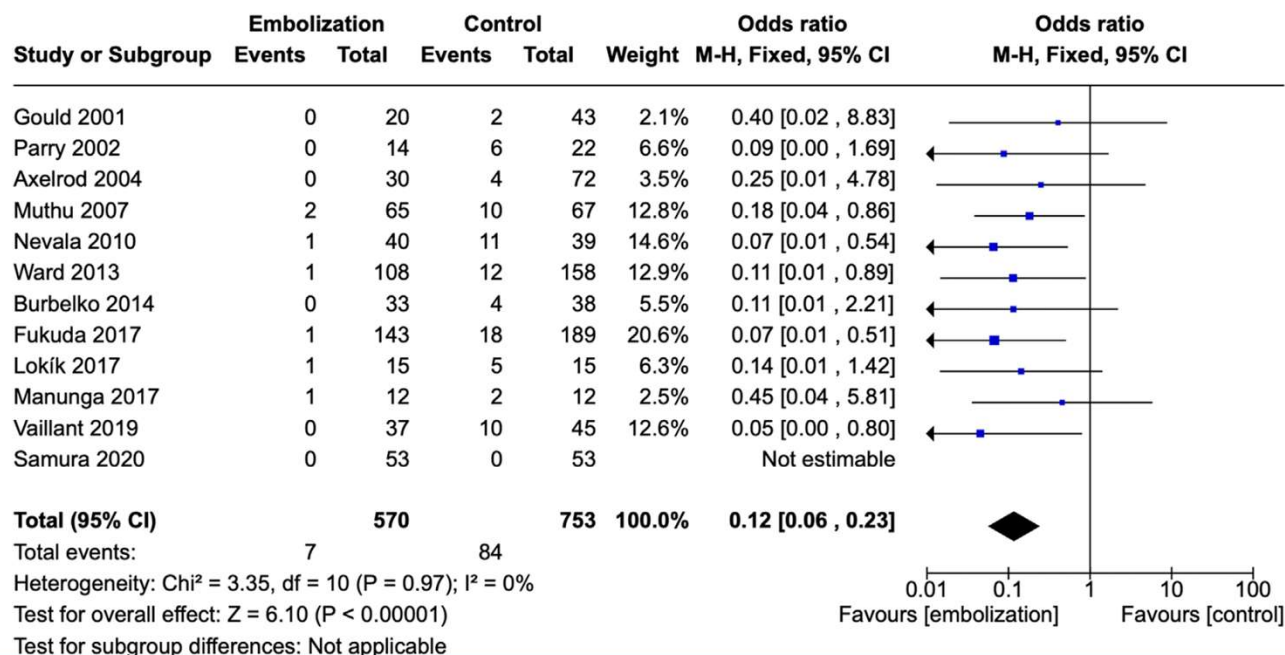 Embolization Control Odds ratio Odds ratio
Study or Subgroup Events Total Events Total Weight M-H, Fixed, 95% CI M-H, Fixed, 95% CI
Gould 2001 0 20 2 43 2.1% 0.40 [0.02 , 8.83]
Parry 2002 0 14 6 22 6.6% 0.09 [0.00 , 1.69]
Axelrod 2004 0 30 4 72 3.5% 0.25 [0.01 , 4.78]
Muthu 2007 2 65 10 67 12.8% 0.18 [0.04 , 0.86]
Nevala 2010 1 40 11 39 14.6% 0.07 [0.01 , 0.54]
Ward 2013 1 108 12 158 12.9% 0.11 [0.01 , 0.89]
Burbelko 2014 0 33 4 38 5.5% 0.11 [0.01 , 2.21]
Fukuda 2017 1 143 18 189 20.6% 0.07 [0.01 , 0.51]
Lokík 2017 1 15 5 15 6.3% 0.14 [0.01 , 1.42]
Manunga 2017 1 12 2 12 2.5% 0.45 [0.04 , 5.81]
Vaillant 2019 0 37 10 45 12.6% 0.05 [0.00 , 0.80]
Samura 2020 0 53 0 53 Not estimable
Total (95% CI) 570 753 100.0% 0.12 [0.06 , 0.23]
Total events: 7 84
Heterogeneity: Chi² = 3.35, df = 10 (P = 0.97); I² = 0%
0.01 0.1 1 10 100
Test for overall effect: Z = 6.10 (P < 0.00001)
Favours [embolization] Favours [control]
Test for subgroup differences: Not applicable